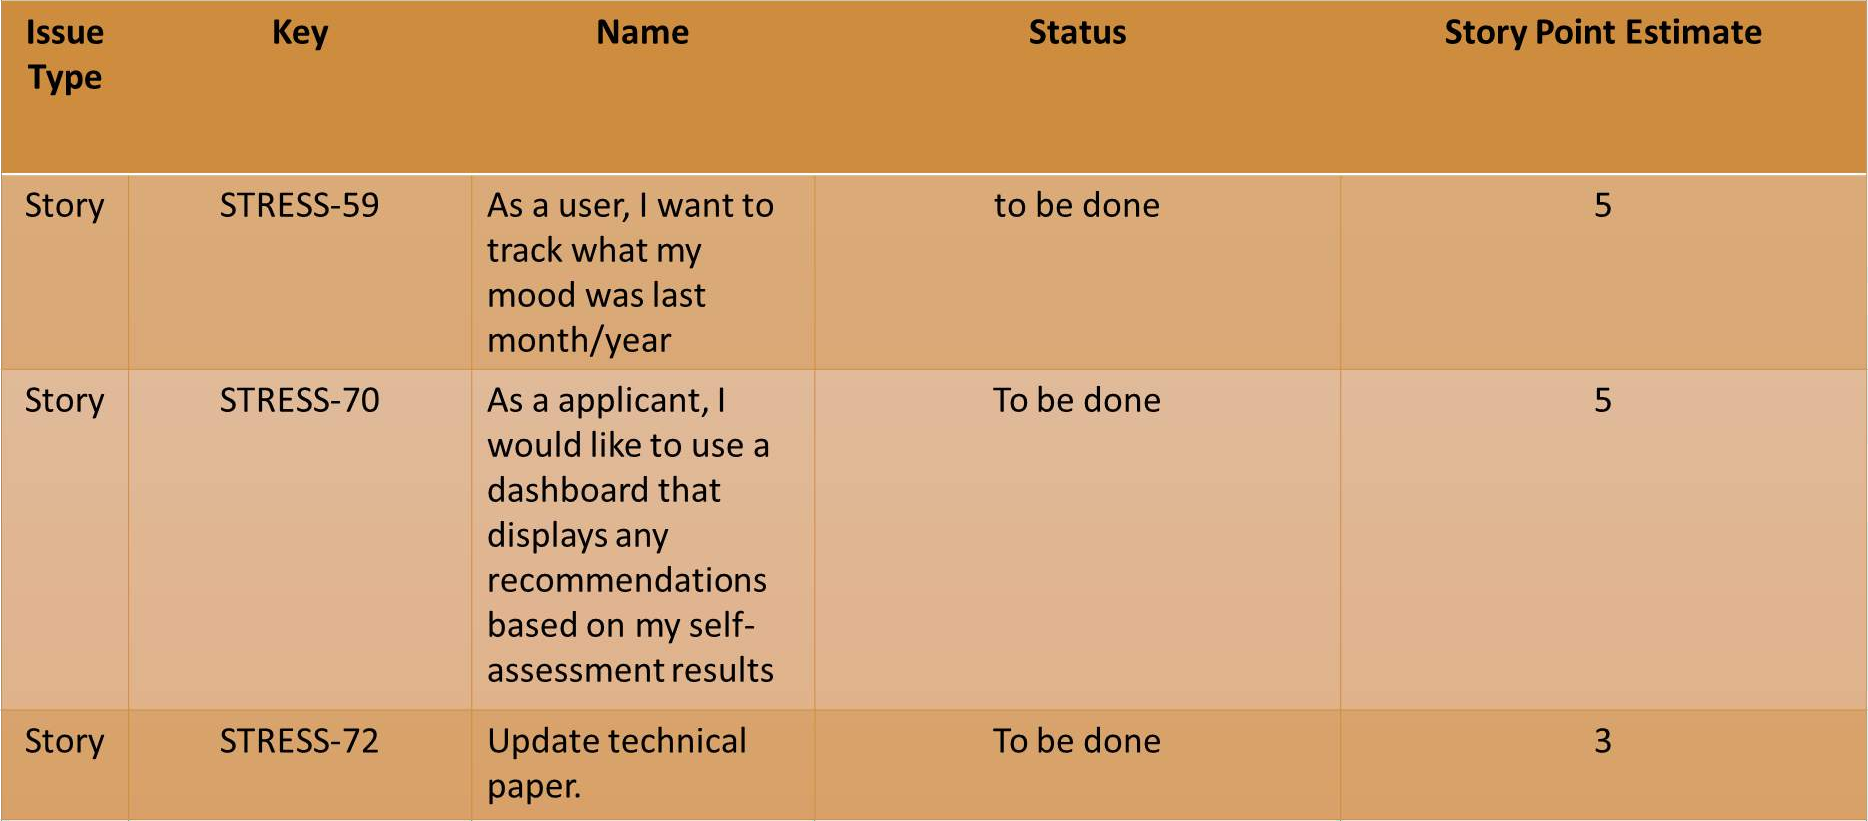 Issue Type Key Name Status Story Point Estimate
Story STRESS-59 As a user, I want to to be done 5
track what my
mood was last
month/year
Story STRESS-70 As a applicant, I To be done 5
would like to use a
dashboard that
displays any
recommendations
based on my self-
assessment results
Story STRESS-72 Update technical To be done 3
paper.